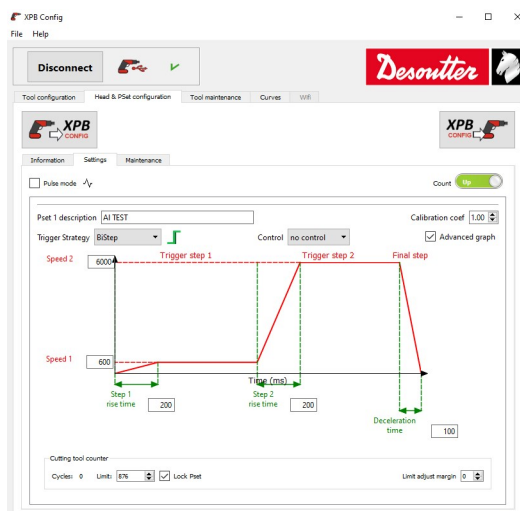 XPB Config
File Help
Disconnect
Desoutter
Tool configuration Head & PSet configuration Tool maintenance Curves Wifi
XPB
CONFIG
XPB
CONFIG
Information Settings Maintenance
Pulse mode
Count Up
Pset 1 description AI TEST
Calibration coef 1.00
Trigger Strategy BiStep
Control no control
Advanced graph
Speed 2 6000
Trigger step 1
Trigger step 2
Final step
Speed 1 600
Time (ms)
Step 1
rise time 200
Step 2
rise time 200
Deceleration
time 100
Cutting tool counter
Cycles: 0 Limit: 876 Lock Pset
Limit adjust margin 0